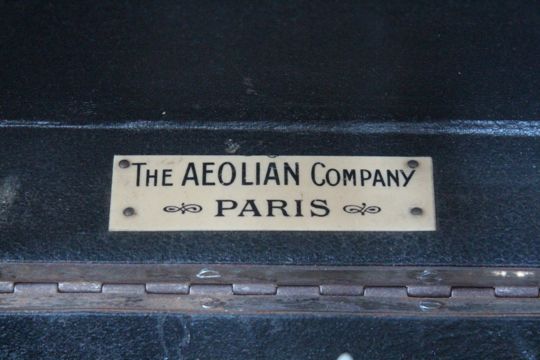 THE AEOLIAN COMPANY
PARIS